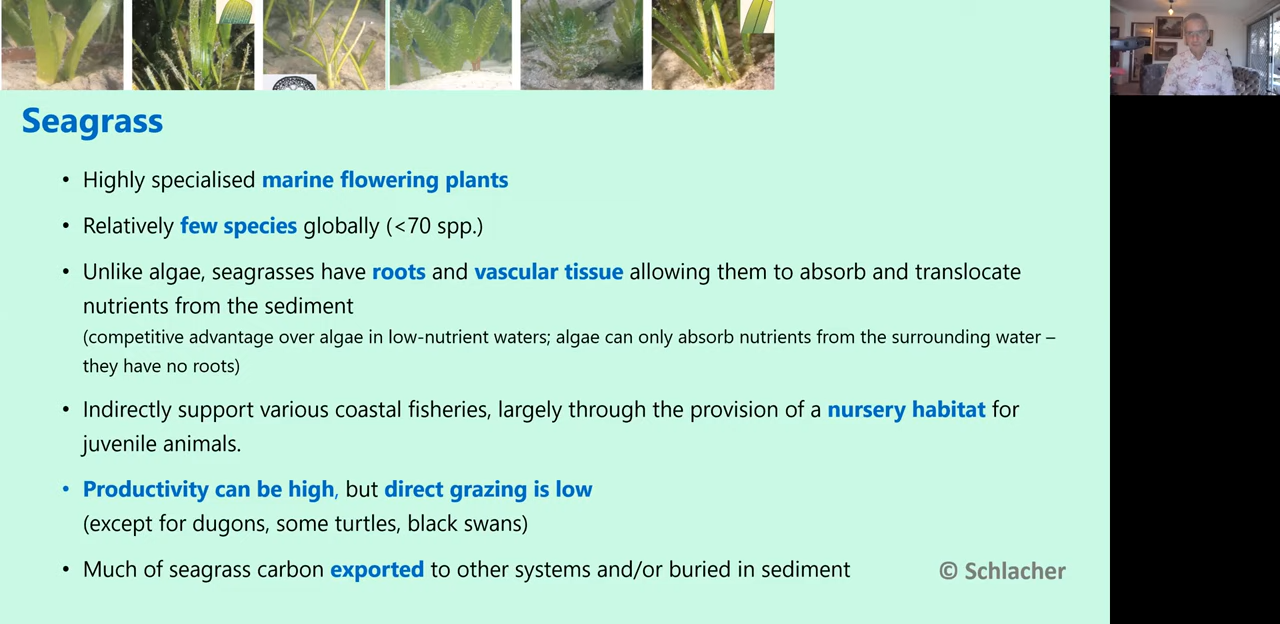 Seagrass
• Highly specialised marine flowering plants
• Relatively few species globally (<70 spp.)
• Unlike algae, seagrasses have roots and vascular tissue allowing them to absorb and translocate
nutrients from the sediment
(competitive advantage over algae in low-nutrient waters; algae can only absorb nutrients from the surrounding water –
they have no roots)
• Indirectly support various coastal fisheries, largely through the provision of a nursery habitat for
juvenile animals.
• Productivity can be high, but direct grazing is low
(except for dugons, some turtles, black swans)
• Much of seagrass carbon exported to other systems and/or buried in sediment
© Schlacher